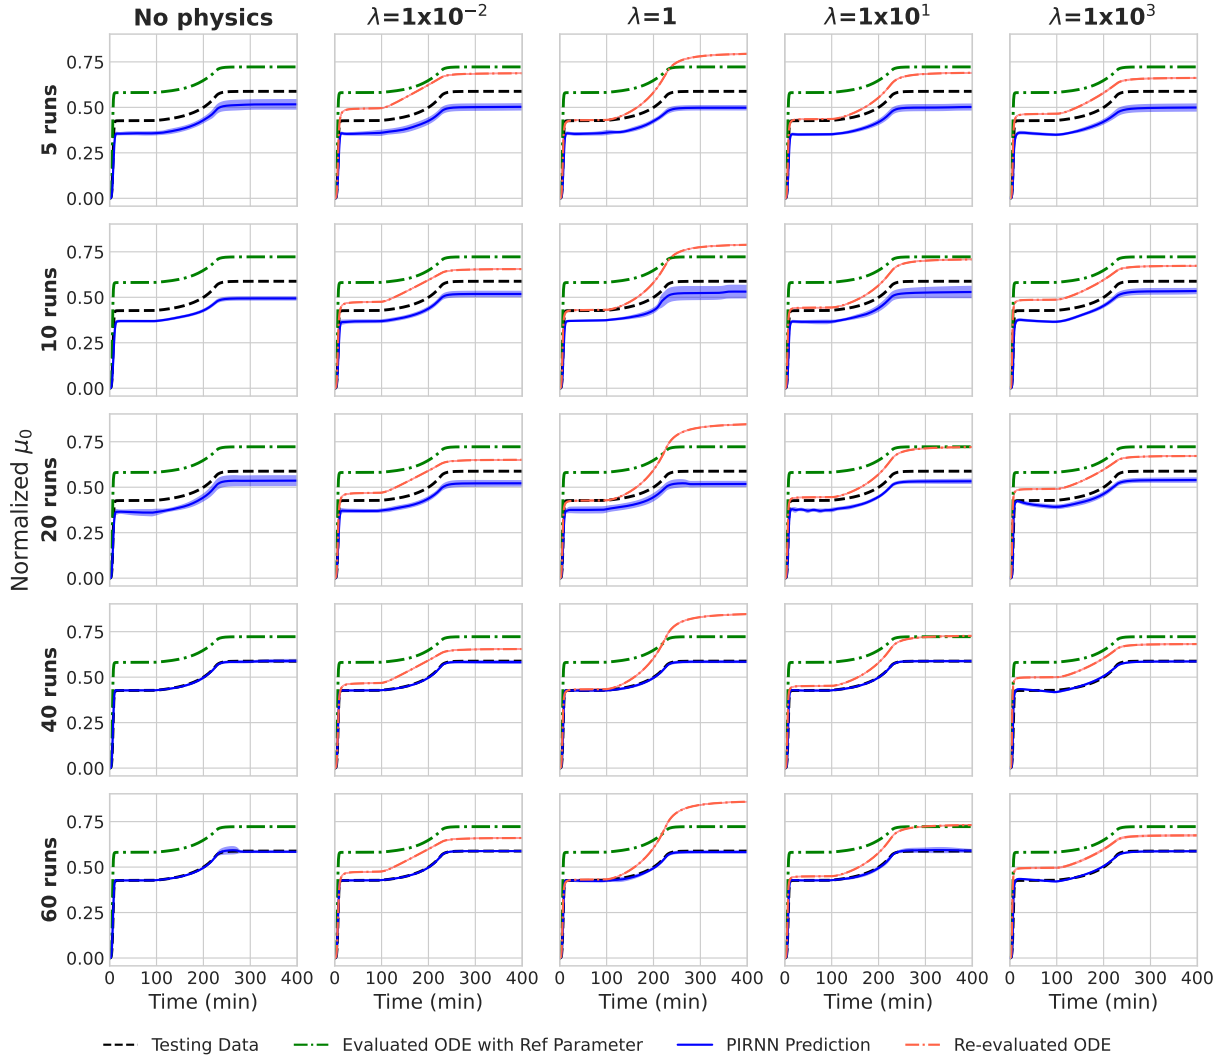 No physics λ=1x10⁻² λ=1 λ=1x10¹ λ=1x10³
0.75
0.50
0.25
0.00
5 runs
0.75
0.50
0.25
0.00
10 runs
0.75
0.50
0.25
0.00
20 runs
0.75
0.50
0.25
0.00
40 runs
0.75
0.50
0.25
0.00
60 runs
Normalized μ₀
0 100 200 300 400 0 100 200 300 400 0 100 200 300 400 0 100 200 300 400 0 100 200 300 400
Time (min) Time (min) Time (min) Time (min) Time (min)
Testing Data Evaluated ODE with Ref Parameter PIRNN Prediction Re-evaluated ODE